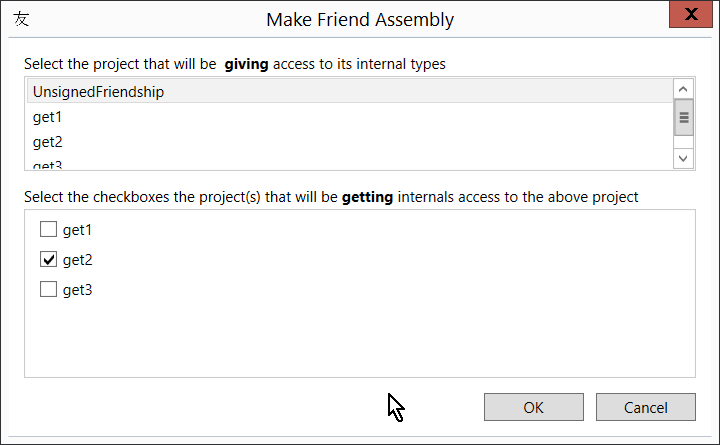 友
Make Friend Assembly
X
Select the project that will be  giving access to its internal types
UnsignedFriendship
get1
get2
get3
Select the checkboxes the project(s) that will be getting internals access to the above project
get1
get2
get3
OK
Cancel